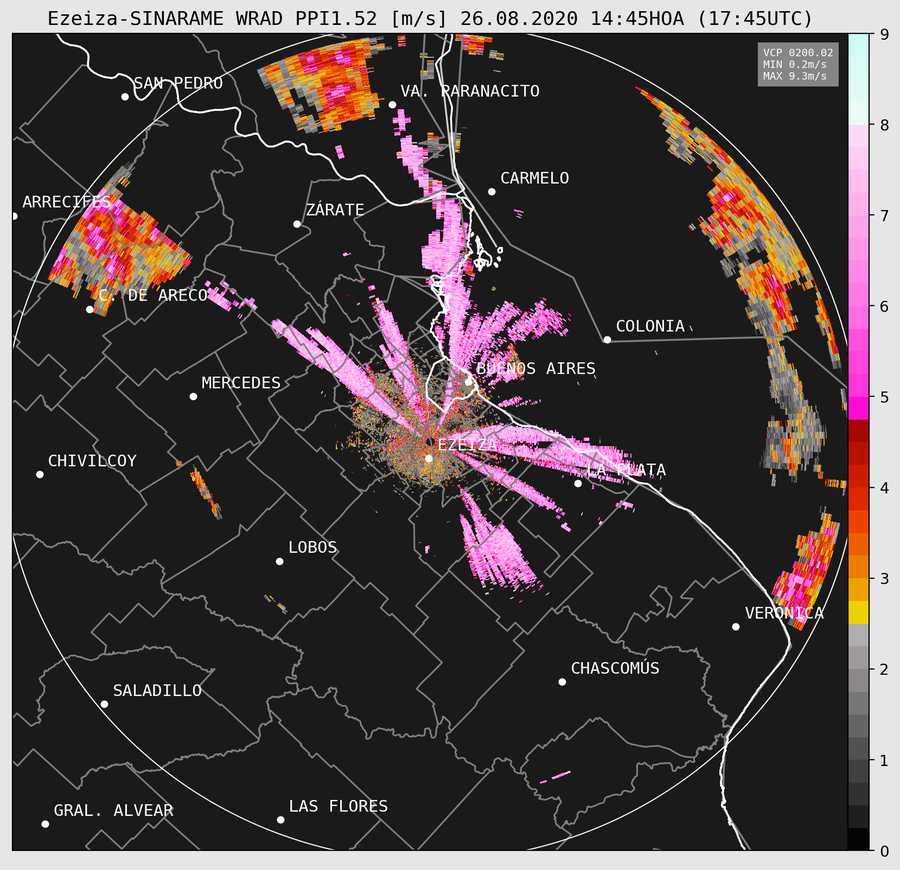 Ezeiza-SINARAME WRAD PPI1.52 [m/s] 26.08.2020 14:45HOA (17:45UTC)
VCP 0200.02
MIN 0.2m/s
MAX 9.3m/s
SAN PEDRO
VA. PARANACITO
CARMELO
ARRECIFES
ZÁRATE
C. DE ARECO
COLONIA
MERCEDES
BUENOS AIRES
EZEIZA
CHIVILCOY
LA PLATA
LOBOS
VERÓNICA
CHASCOMÚS
SALADILLO
GRAL. ALVEAR
LAS FLORES
9
8
7
6
5
4
3
2
1
0